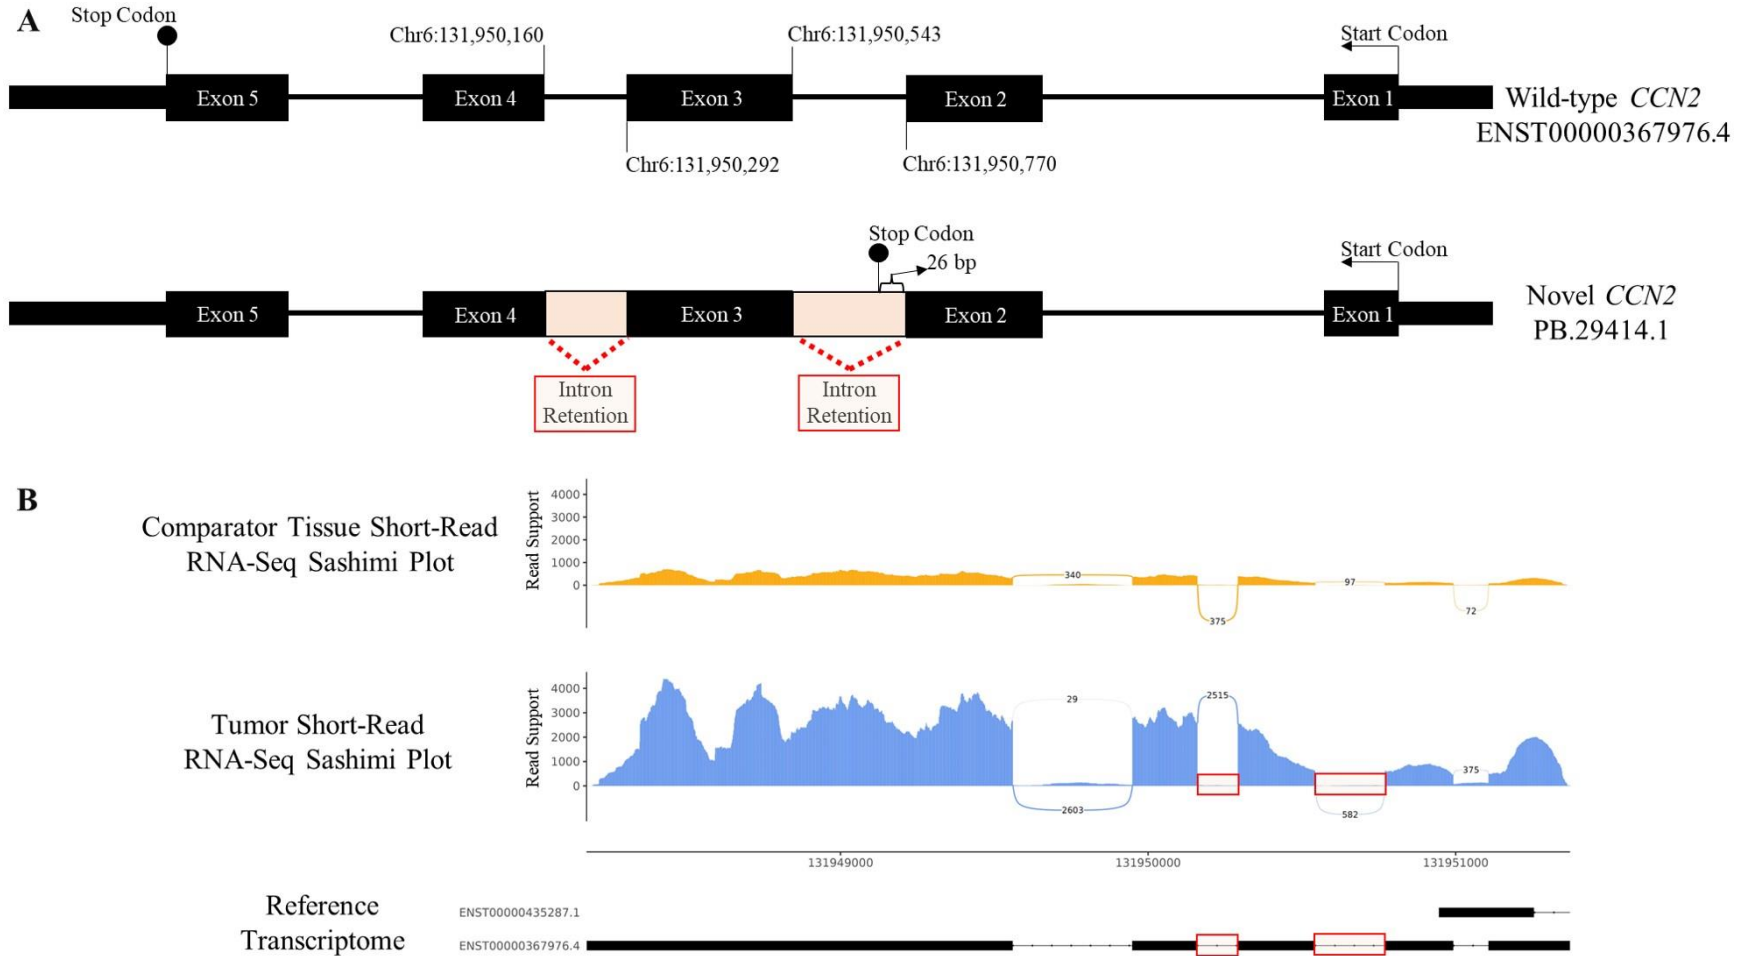 A
Stop Codon
Chr6:131,950,160
Chr6:131,950,543
Start Codon
Exon 5
Exon 4
Exon 3
Exon 2
Exon 1
Wild-type CCN2
ENST00000367976.4
Chr6:131,950,292
Chr6:131,950,770
Stop Codon
26 bp
Start Codon
Exon 5
Exon 4
Exon 3
Exon 2
Exon 1
Novel CCN2
PB.29414.1
Intron
Retention
Intron
Retention
B
Comparator Tissue Short-Read
RNA-Seq Sashimi Plot
Read Support
4000
3000
2000
1000
0
340
375
97
72
Tumor Short-Read
RNA-Seq Sashimi Plot
Read Support
4000
3000
2000
1000
0
29
2603
2515
582
375
131949000
131950000
131951000
Reference
Transcriptome
ENST00000435287.1
ENST00000367976.4